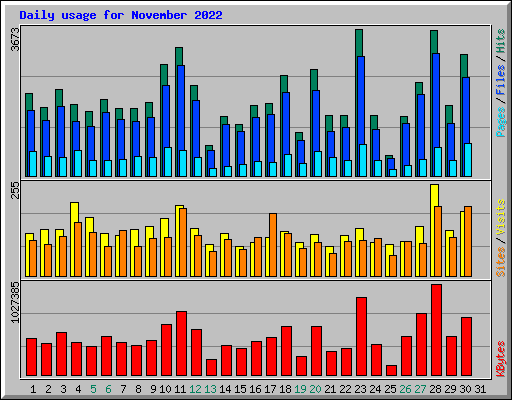 Daily usage for November 2022
3673
Pages / Files / Hits
255
Sites / Visits
1027385
KBytes
1 2 3 4 5 6 7 8 9 10 11 12 13 14 15 16 17 18 19 20 21 22 23 24 25 26 27 28 29 30 31